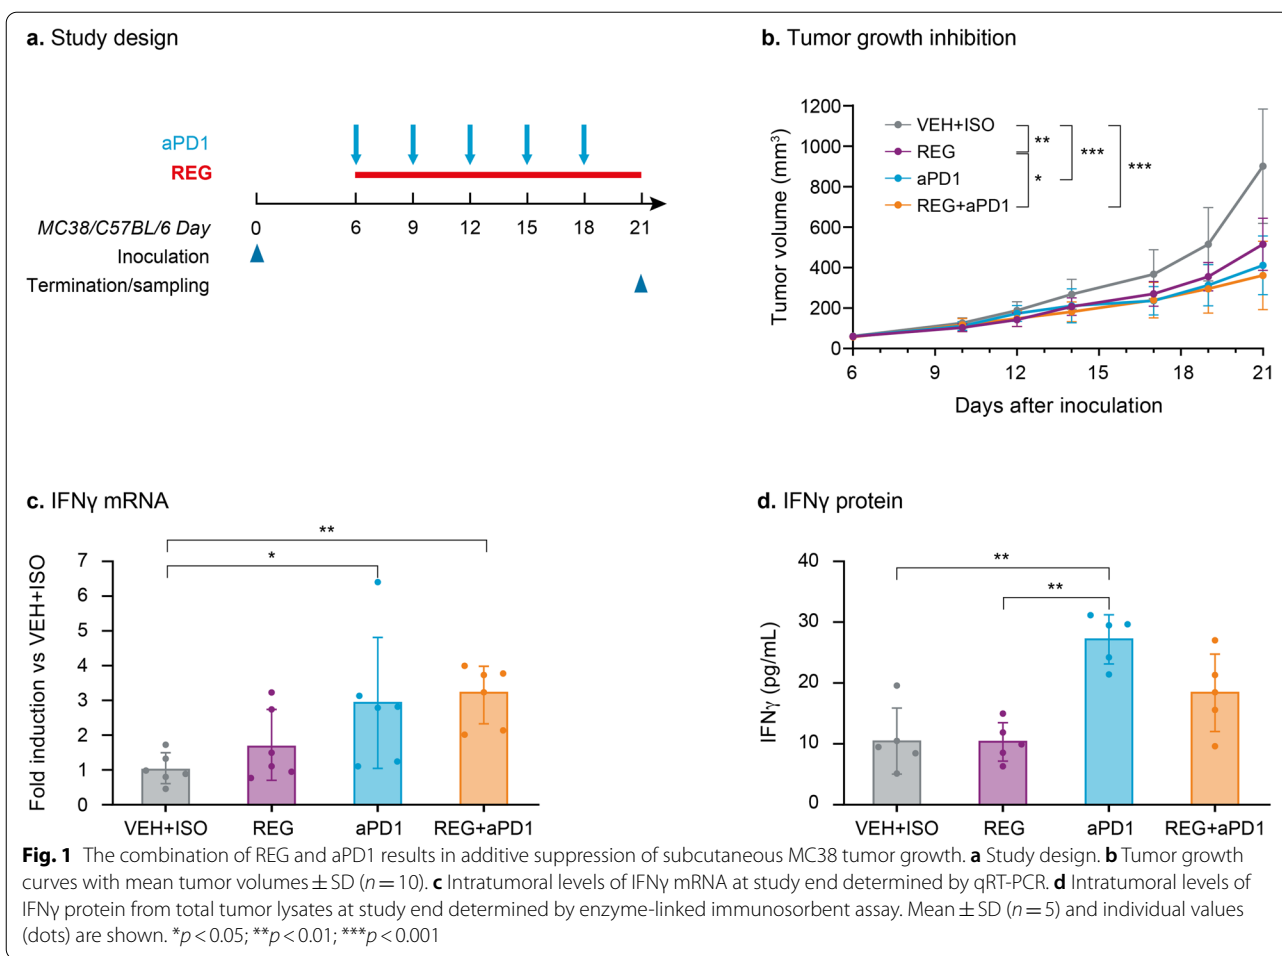 a. Study design
aPD1
REG
MC38/C57BL/6 Day
0 6 9 12 15 18 21
Inoculation
Termination/sampling
b. Tumor growth inhibition
Tumor volume (mm³)
1200
1000
800
600
400
200
0
VEH+ISO
REG
aPD1
REG+aPD1
**
*
***
***
6 9 12 15 18 21
Days after inoculation
c. IFNγ mRNA
Fold induction vs VEH+ISO
**
*
7
6
5
4
3
2
1
0
VEH+ISO REG aPD1 REG+aPD1
d. IFNγ protein
IFNγ (pg/mL)
**
**
40
30
20
10
0
VEH+ISO REG aPD1 REG+aPD1
Fig. 1 The combination of REG and aPD1 results in additive suppression of subcutaneous MC38 tumor growth. a Study design. b Tumor growth
curves with mean tumor volumes ± SD (n = 10). c Intratumoral levels of IFNγ mRNA at study end determined by qRT-PCR. d Intratumoral levels of
IFNγ protein from total tumor lysates at study end determined by enzyme-linked immunosorbent assay. Mean ± SD (n = 5) and individual values
(dots) are shown. *p < 0.05; **p < 0.01; ***p < 0.001